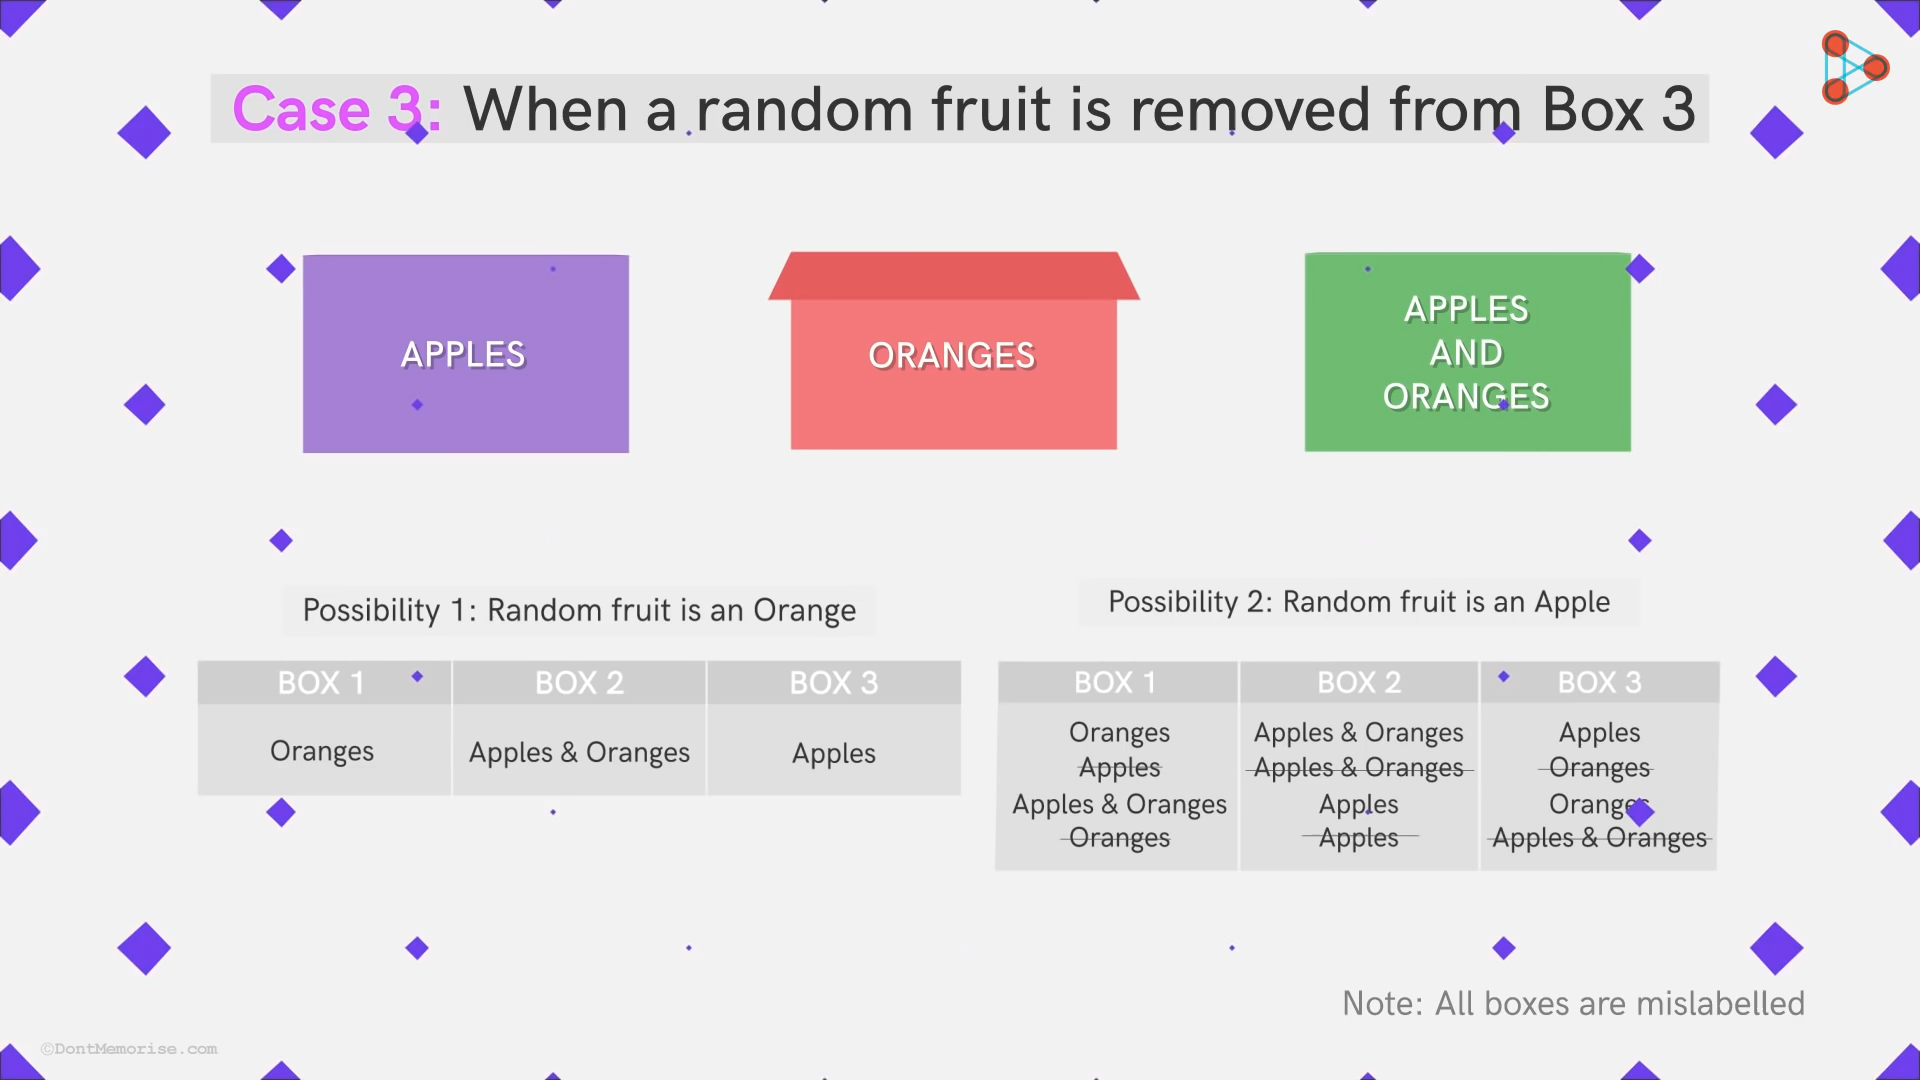 Case 3: When a random fruit is removed from Box 3
APPLES
ORANGES
APPLES
AND
ORANGES
Possibility 1: Random fruit is an Orange
BOX 1 BOX 2 BOX 3
Oranges Apples & Oranges Apples
Possibility 2: Random fruit is an Apple
BOX 1 BOX 2 BOX 3
Oranges Apples & Oranges Apples
Apples Apples & Oranges Oranges
Apples & Oranges Apples Oranges
Oranges Apples Apples & Oranges
Note: All boxes are mislabelled
©DontMemorise.com